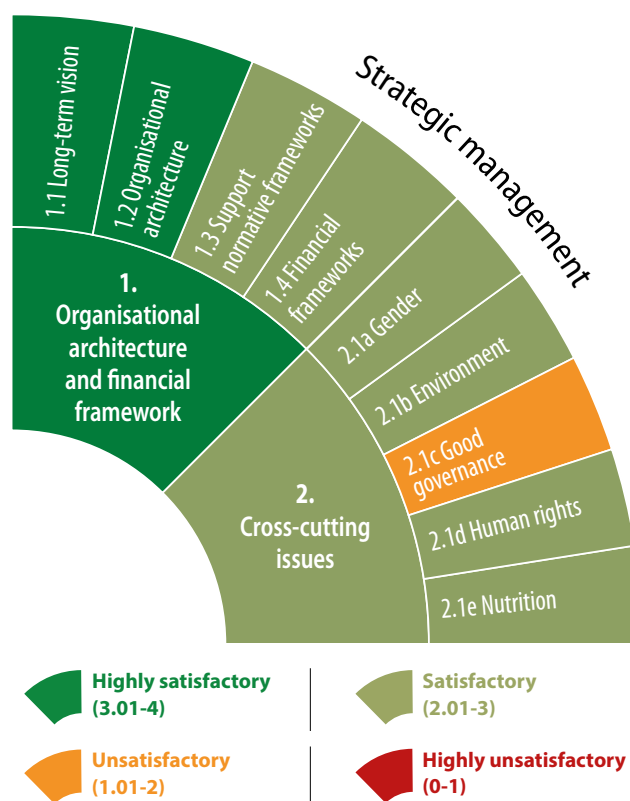 Strategic management
1.1 Long-term vision
1.2 Organisational
architecture
1.3 Support
normative frameworks
1.4 Financial
frameworks
2.1a Gender
2.1b Environment
2.1c Good
governance
2.1d Human rights
2.1e Nutrition
1.
Organisational
architecture
and financial
framework
2.
Cross-cutting
issues
Highly satisfactory
(3.01-4)
Satisfactory
(2.01-3)
Unsatisfactory
(1.01-2)
Highly unsatisfactory
(0-1)